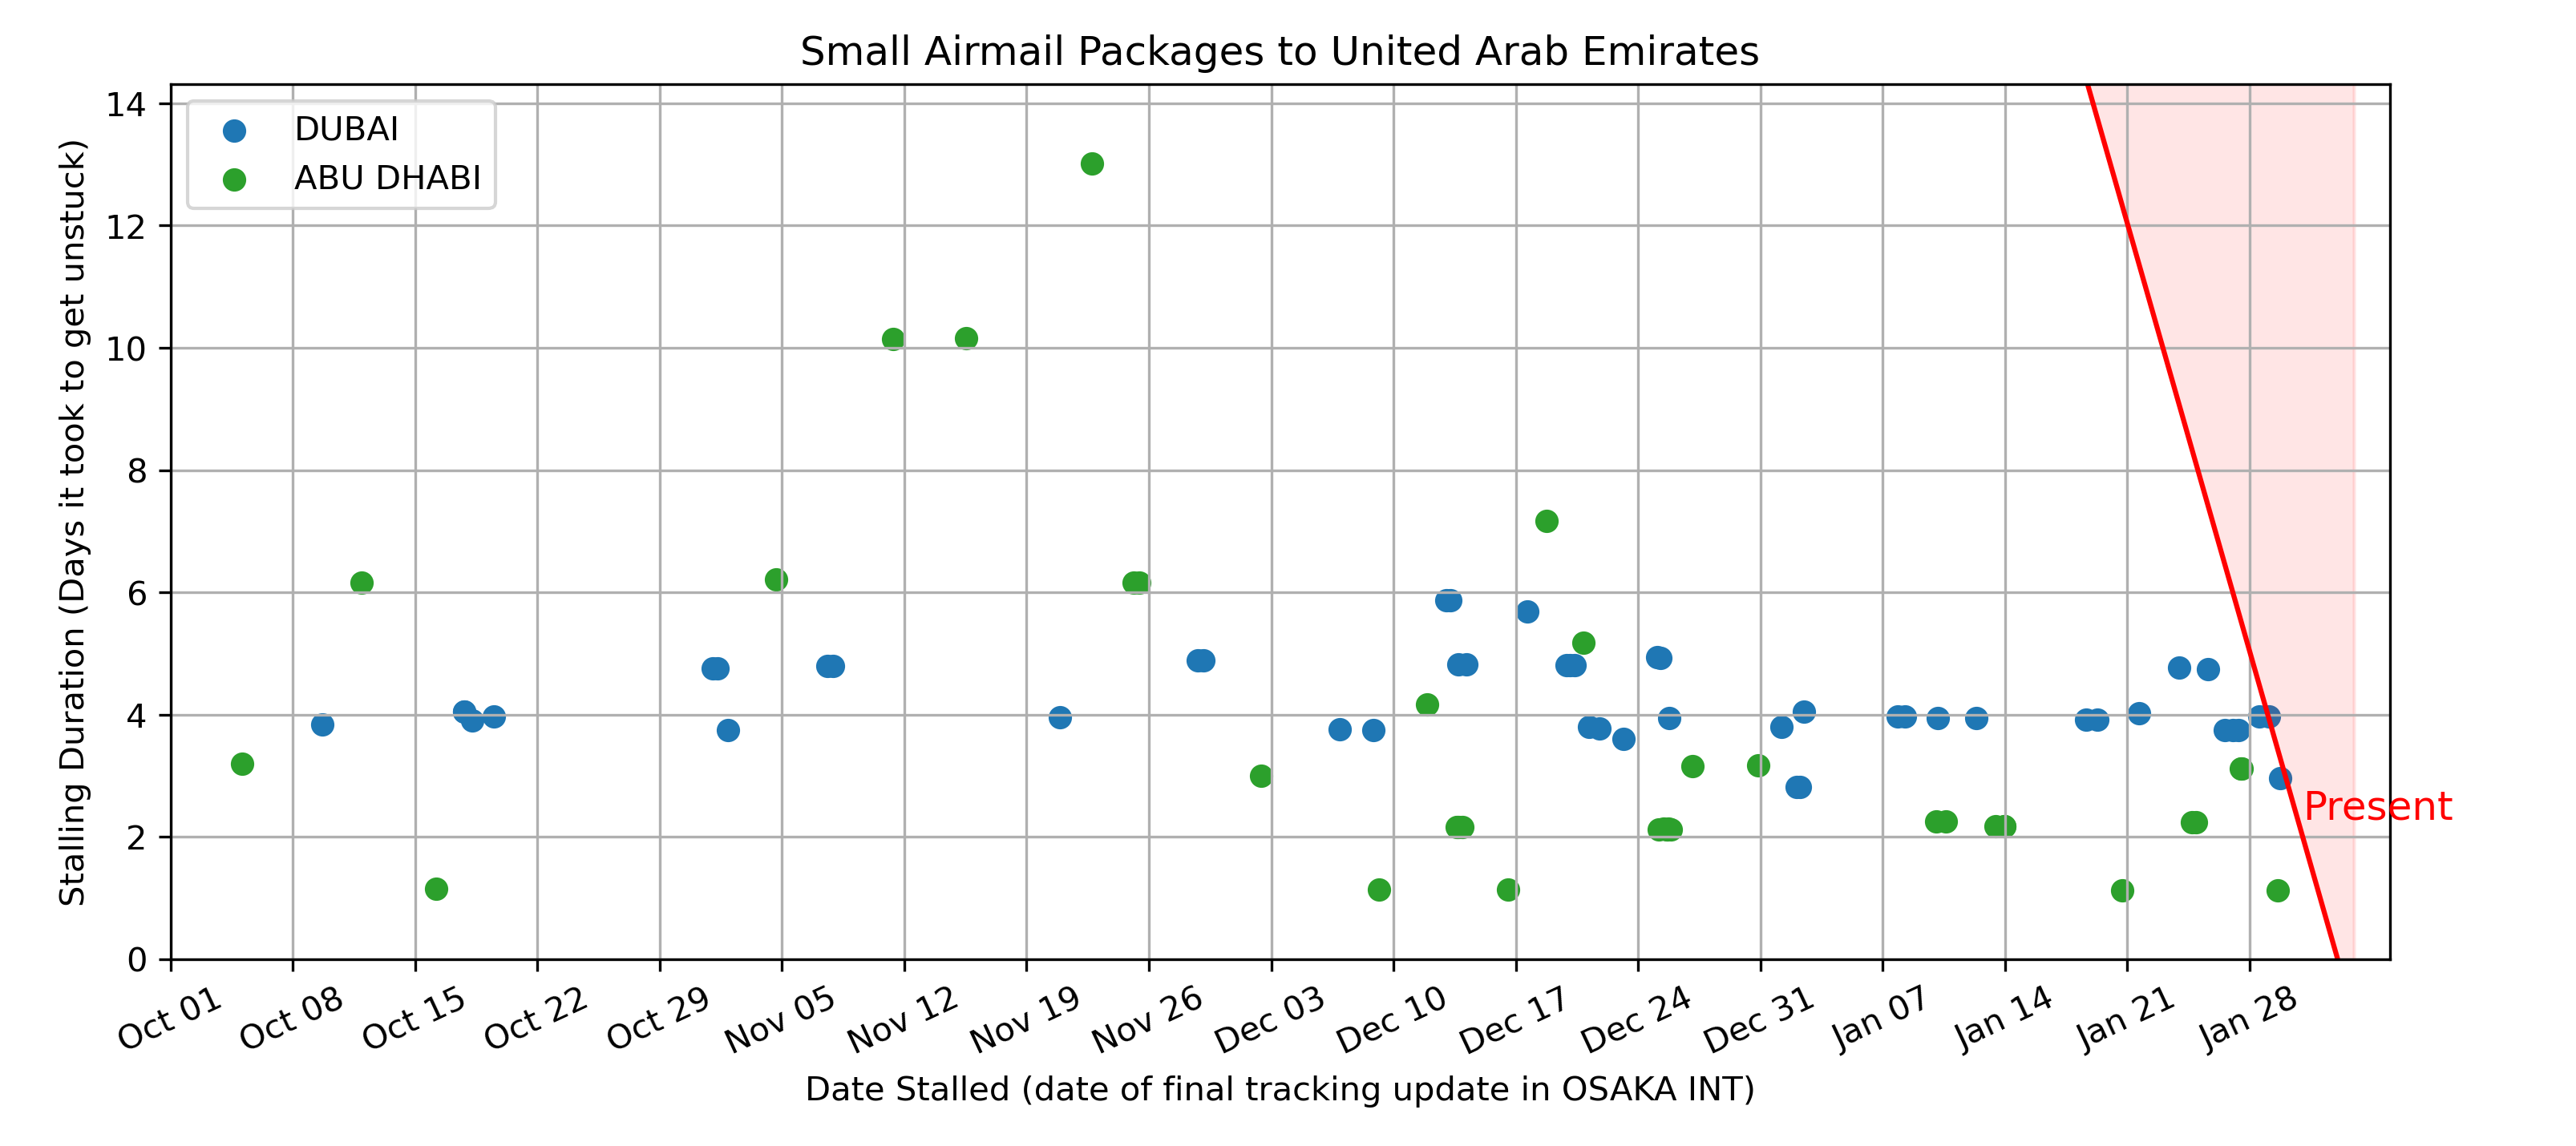 Small Airmail Packages to United Arab Emirates
DUBAI
ABU DHABI
Stalling Duration (Days it took to get unstuck)
14
12
10
8
6
4
2
0
Present
Oct 01
Oct 08
Oct 15
Oct 22
Oct 29
Nov 05
Nov 12
Nov 19
Nov 26
Dec 03
Dec 10
Dec 17
Dec 24
Dec 31
Jan 07
Jan 14
Jan 21
Jan 28
Date Stalled (date of final tracking update in OSAKA INT)